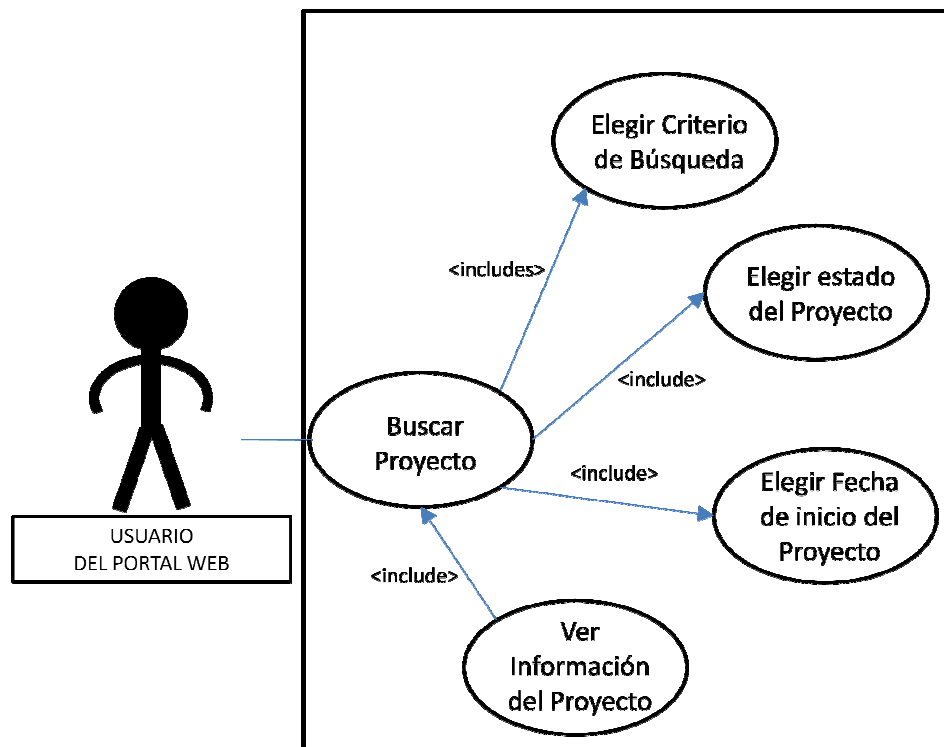 Elegir Criterio
de Búsqueda
<includes>
Elegir estado
del Proyecto
<include>
Buscar
Proyecto
<include>
Elegir Fecha
de inicio del
Proyecto
USUARIO
DEL PORTAL WEB
<include>
Ver
Información
del Proyecto